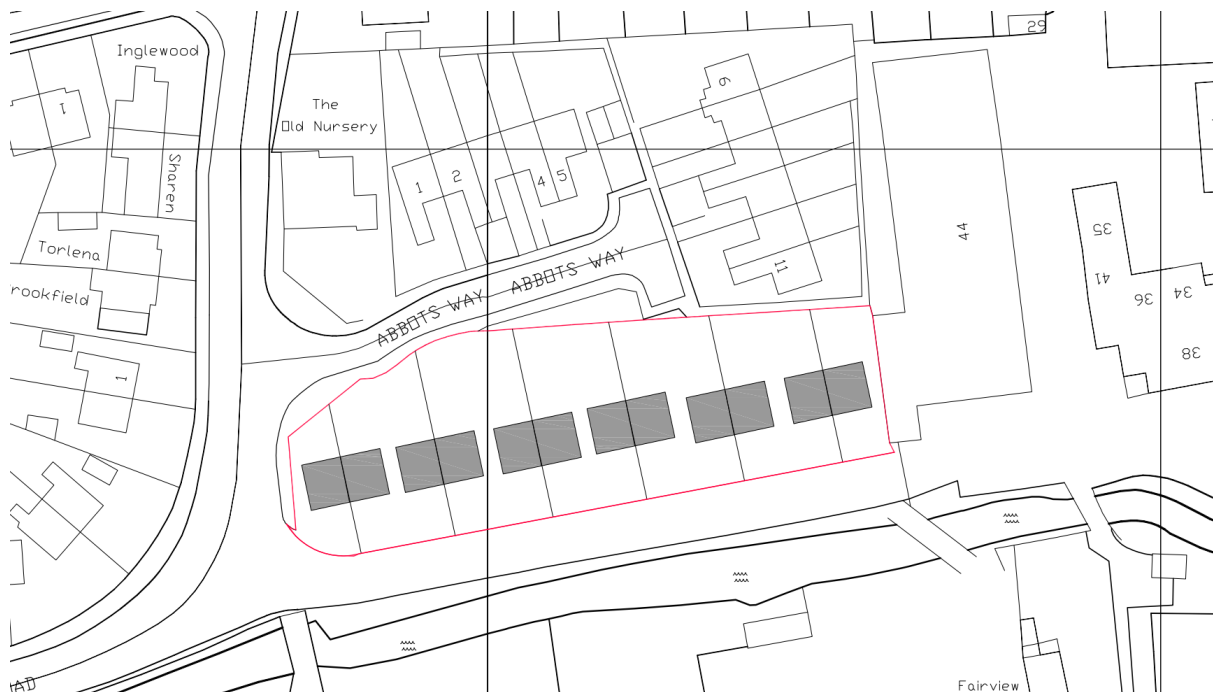 Inglewood
29
1
6
The
Old Nursery
Sharen
1 2 4 5
44
35
Torlena
ABBOTS WAY
ABBOTS WAY
11
41
36
34
rookfield
38
1
Fairview
AD